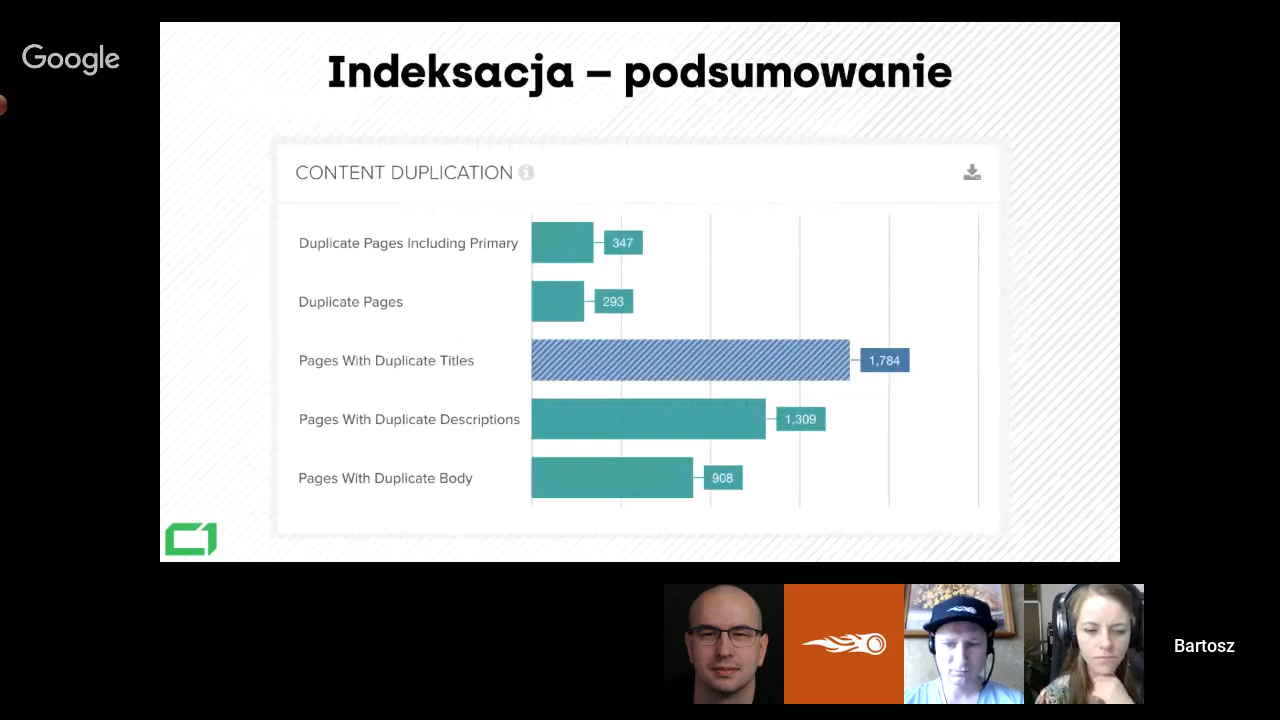 Google
Indeksacja – podsumowanie
CONTENT DUPLICATION
Duplicate Pages Including Primary 347
Duplicate Pages 293
Pages With Duplicate Titles 1,784
Pages With Duplicate Descriptions 1,309
Pages With Duplicate Body 908
Bartosz